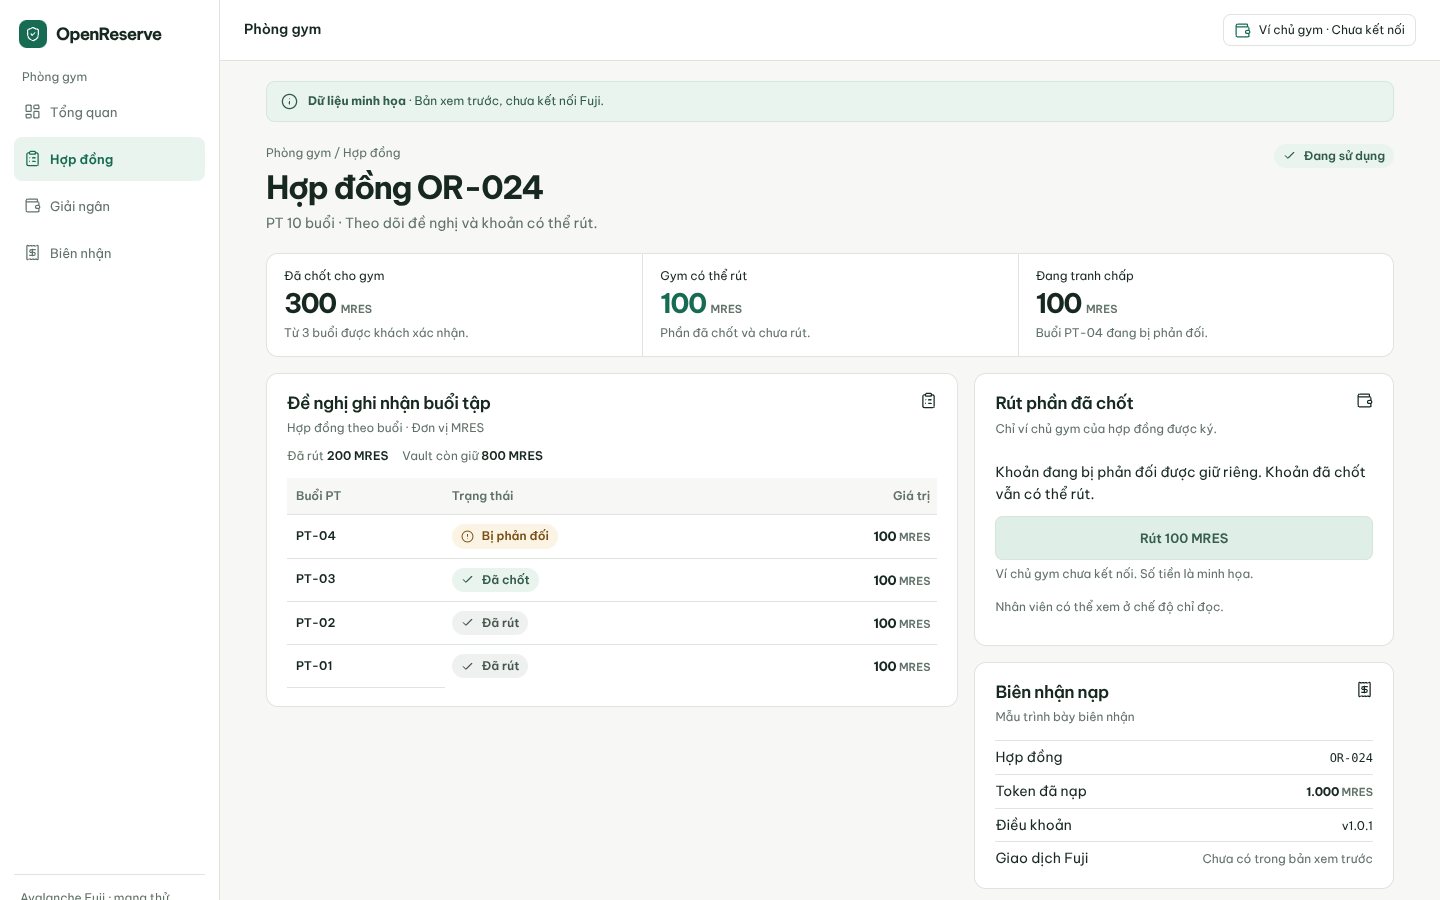 OpenReserve
Phòng gym
Tổng quan
Hợp đồng
Giải ngân
Biên nhận
Avalanche Fuji · mạng thử
Phòng gym
Ví chủ gym · Chưa kết nối
Dữ liệu minh họa · Bản xem trước, chưa kết nối Fuji.
Phòng gym / Hợp đồng
Đang sử dụng
Hợp đồng OR-024
PT 10 buổi · Theo dõi đề nghị và khoản có thể rút.
Đã chốt cho gym
300 MRES
Từ 3 buổi được khách xác nhận.
Gym có thể rút
100 MRES
Phần đã chốt và chưa rút.
Đang tranh chấp
100 MRES
Buổi PT-04 đang bị phản đối.
Đề nghị ghi nhận buổi tập
Hợp đồng theo buổi · Đơn vị MRES
Đã rút 200 MRES Vault còn giữ 800 MRES
Buổi PT Trạng thái Giá trị
PT-04 Bị phản đối 100 MRES
PT-03 Đã chốt 100 MRES
PT-02 Đã rút 100 MRES
PT-01 Đã rút 100 MRES
Rút phần đã chốt
Chỉ ví chủ gym của hợp đồng được ký.
Khoản đang bị phản đối được giữ riêng. Khoản đã chốt
vẫn có thể rút.
Rút 100 MRES
Ví chủ gym chưa kết nối. Số tiền là minh họa.
Nhân viên có thể xem ở chế độ chỉ đọc.
Biên nhận nạp
Mẫu trình bày biên nhận
Hợp đồng OR-024
Token đã nạp 1.000 MRES
Điều khoản v1.0.1
Giao dịch Fuji Chưa có trong bản xem trước